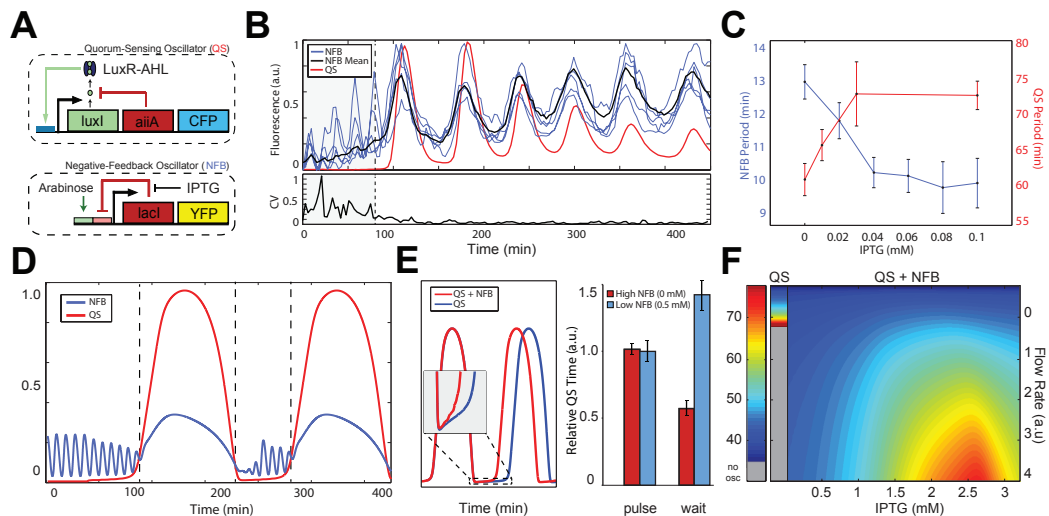 A
Quorum-Sensing Oscillator (QS)
LuxR-AHL
luxI
aiiA
CFP
Negative-Feedback Oscillator (NFB)
Arabinose
IPTG
lacI
YFP
B
1
0.5
0
Fluorescence (a.u.)
NFB
NFB Mean
QS
1
0
CV
0
100
200
300
400
Time (min)
C
14
13
12
11
10
9
NFB Period (min)
80
75
70
65
60
55
QS Period (min)
0
0.02
0.04
0.06
0.08
0.1
IPTG (mM)
D
1.0
0.5
0
NFB
QS
0
100
200
300
400
Time (min)
E
QS + NFB
QS
Time (min)
Relative QS Time (a.u.)
1.5
1.0
0.5
0
High NFB (0 mM)
Low NFB (0.5 mM)
pulse
wait
F
QS
QS + NFB
70
60
50
40
35
no
osc
0
1
2
3
4
Flow Rate (a.u)
0.5
1
1.5
2
2.5
3
IPTG (mM)